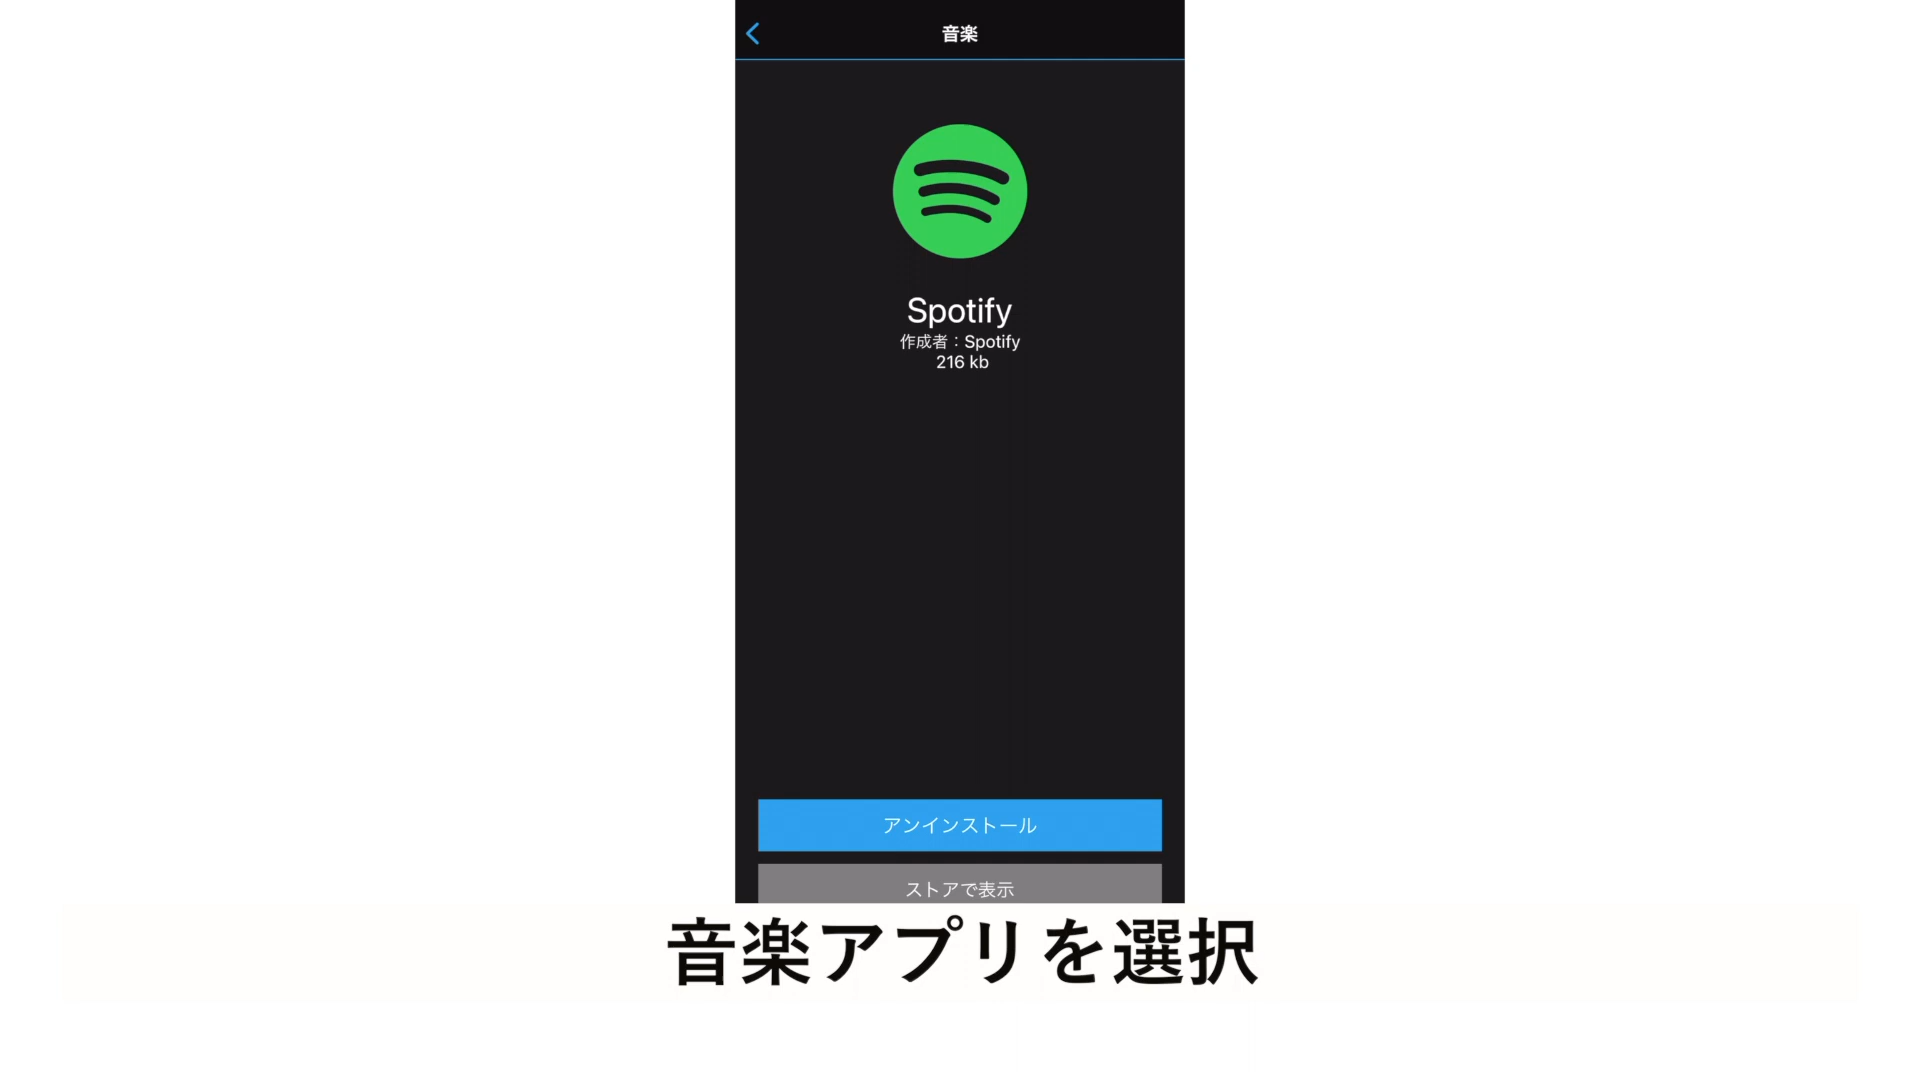 音楽
Spotify
作成者：Spotify
216 kb
アンインストール
ストアで表示
音楽アプリを選択